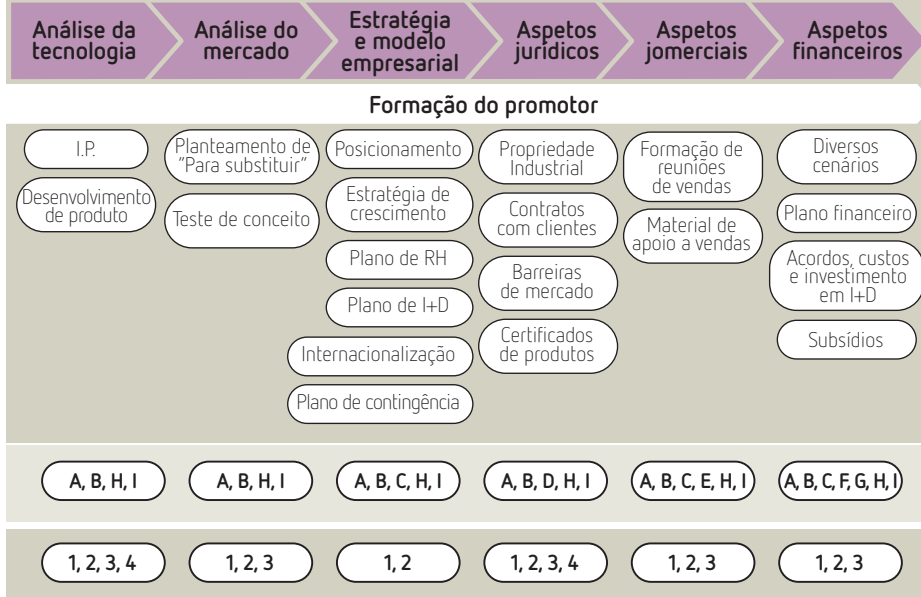 Análise da
tecnologia
Análise do
mercado
Estratégia
e modelo
empresarial
Aspetos
jurídicos
Aspetos
jomerciais
Aspetos
financeiros
Formação do promotor
I.P.
Desenvolvimento
de produto
Planteamento de
"Para substituir"
Teste de conceito
Posicionamento
Estratégia de
crescimento
Plano de RH
Plano de I+D
Internacionalização
Plano de contingência
Propriedade
Industrial
Contratos
com clientes
Barreiras
de mercado
Certificados
de produtos
Formação de
reuniões
de vendas
Material de
apoio a vendas
Diversos
cenários
Plano financeiro
Acordos, custos
e investimento
em I+D
Subsídios
A, B, H, I
A, B, H, I
A, B, C, H, I
A, B, D, H, I
A, B, C, E, H, I
A, B, C, F, G, H, I
1, 2, 3, 4
1, 2, 3
1, 2
1, 2, 3, 4
1, 2, 3
1, 2, 3